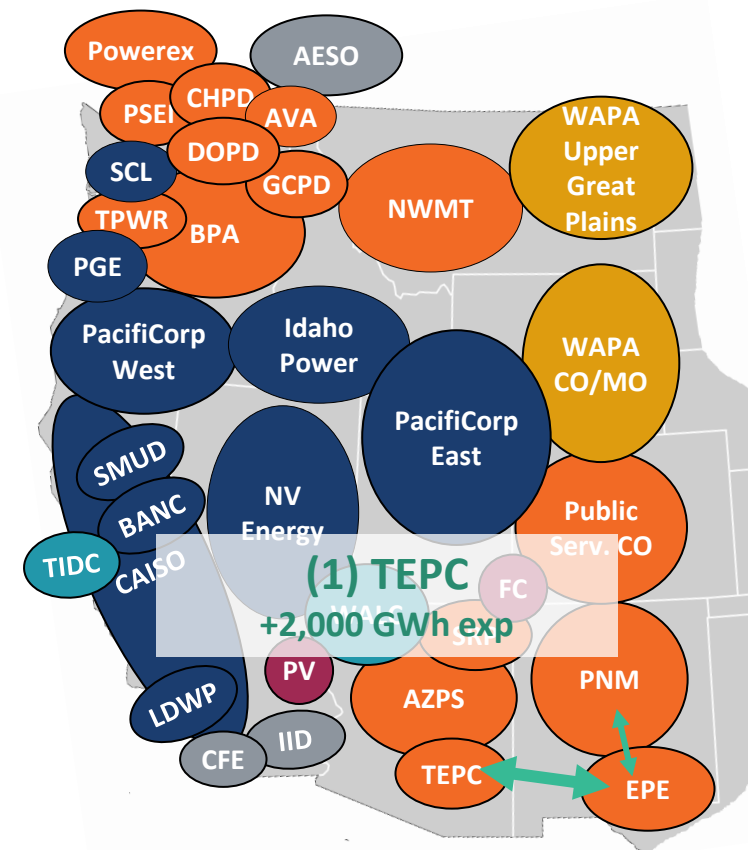 Powerex
AESO
CHPD
PSEI
AVA
WAPA
Upper
Great
Plains
DOPD
SCL
GCPD
NWMT
TPWR
BPA
PGE
PacifiCorp
West
Idaho
Power
WAPA
CO/MO
PacifiCorp
East
SMUD
NV
Energy
BANC
Public
Serv. CO
TIDC
CAISO
(1) TEPC
+2,000 GWh exp
FC
WALC
SRP
PV
PNM
LDWP
AZPS
IID
CFE
TEPC
EPE